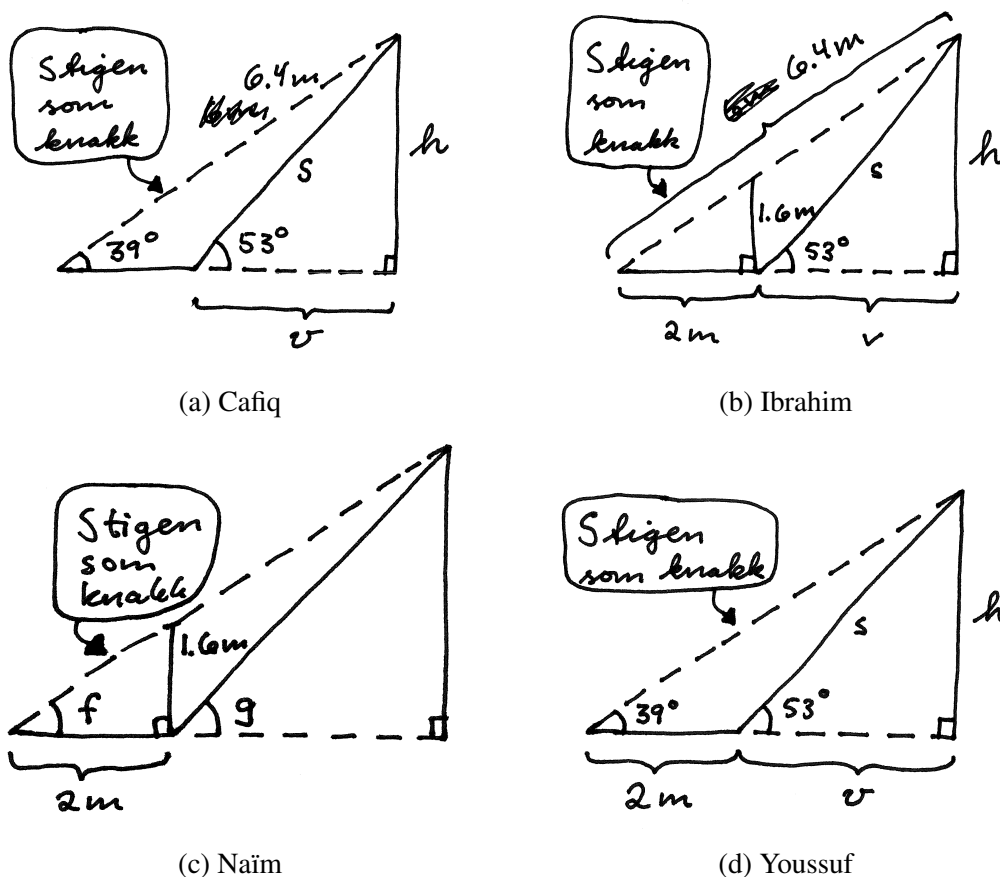 Stigen
som
knakk
6.4m
39°
53°
s
h
v
(a) Cafiq
Stigen
som
knakk
6.4m
1.6m
53°
s
h
2m
v
(b) Ibrahim
Stigen
som
knakk
1.6m
f
g
2m
(c) Naïm
Stigen
som knakk
39°
53°
s
h
2m
v
(d) Youssuf